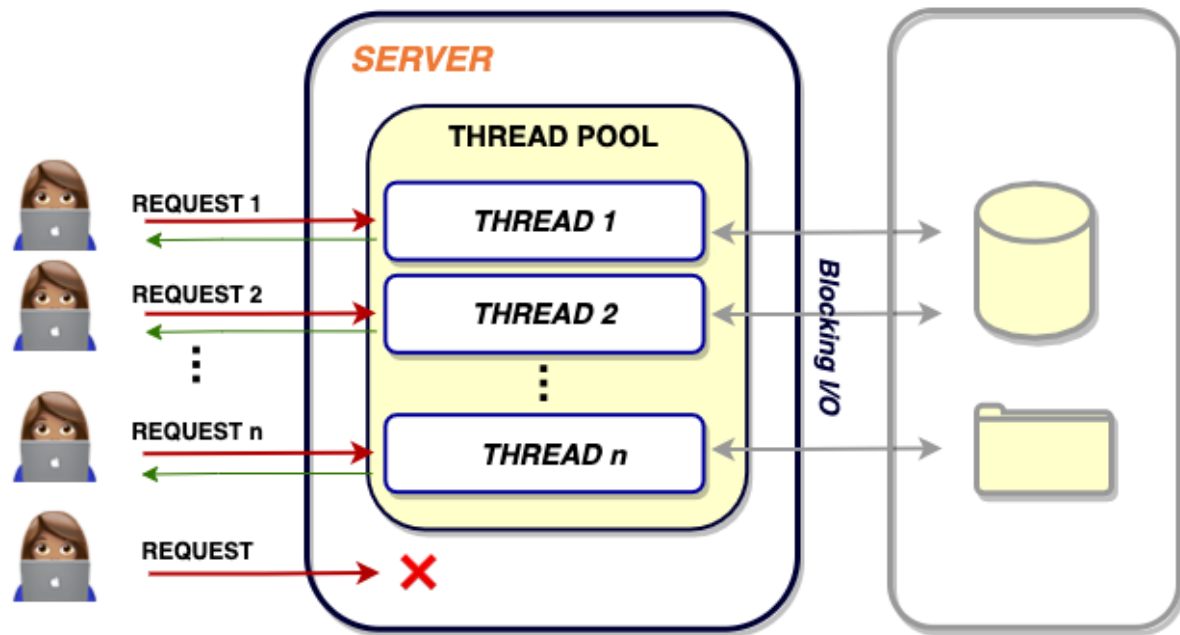 SERVER
THREAD POOL
REQUEST 1
THREAD 1
REQUEST 2
THREAD 2
Blocking I/O
REQUEST n
THREAD n
REQUEST